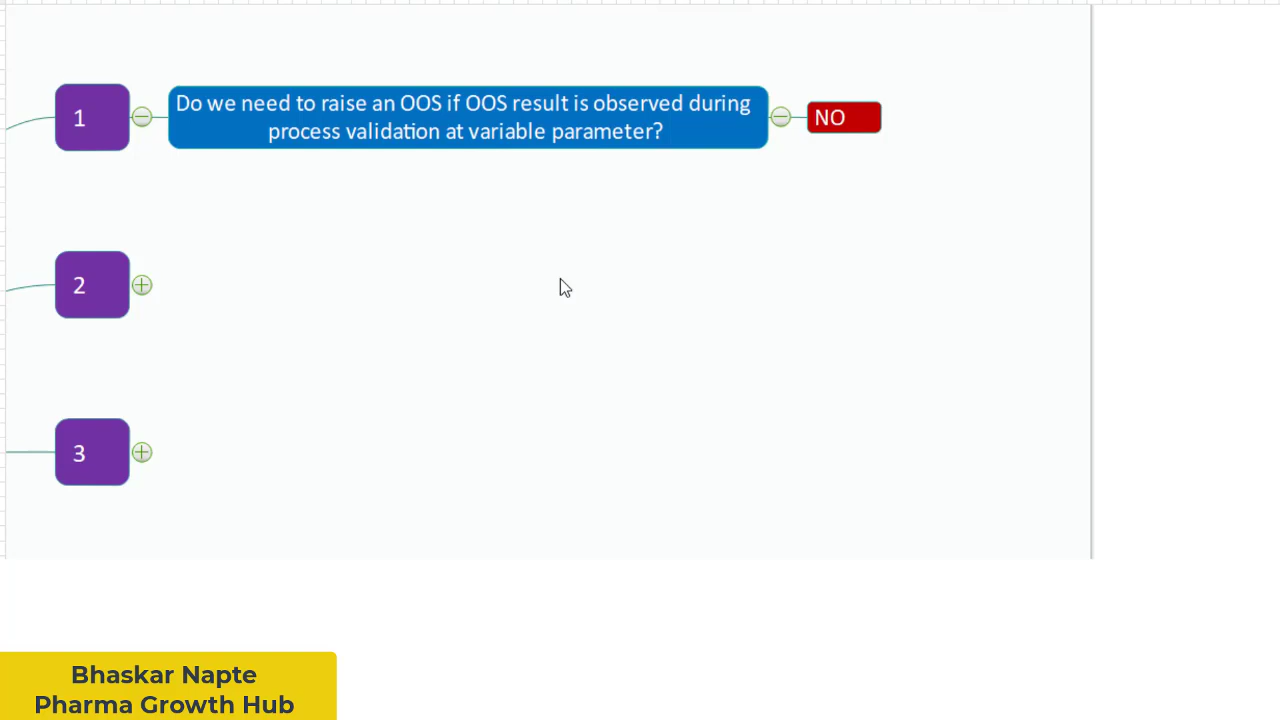 1
Do we need to raise an OOS if OOS result is observed during
process validation at variable parameter?
NO
2
3
Bhaskar Napte
Pharma Growth Hub